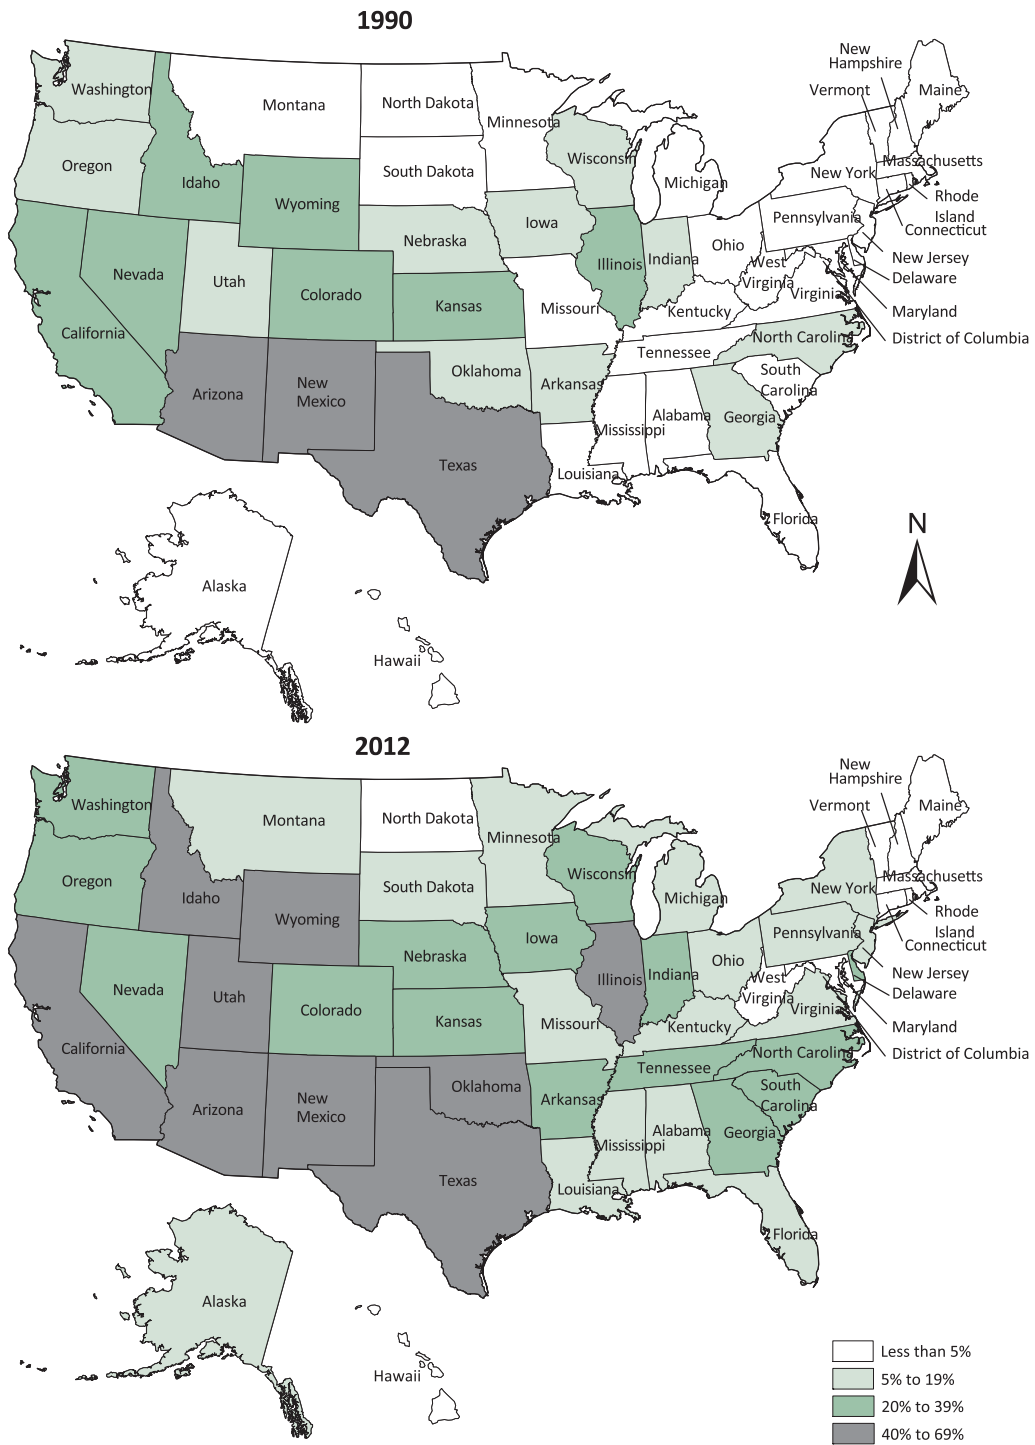 1990
Washington
Montana
North Dakota
Minnesota
New
Hampshire
Vermont
Maine
Oregon
Idaho
Wyoming
South Dakota
Wisconsin
Michigan
New York
Massachusetts
Rhode
Island
Connecticut
Nevada
Utah
Colorado
Nebraska
Iowa
Illinois
Indiana
Ohio
Pennsylvania
West
Virginia
Virginia
New Jersey
Delaware
Maryland
District of Columbia
California
Kansas
Missouri
Kentucky
Arizona
New
Mexico
Oklahoma
Arkansas
Tennessee
North Carolina
South
Carolina
Texas
Louisiana
Mississippi
Alabama
Georgia
Florida
N
Alaska
Hawaii
2012
Washington
Montana
North Dakota
Minnesota
New
Hampshire
Vermont
Maine
Oregon
Idaho
Wyoming
South Dakota
Wisconsin
Michigan
New York
Massachusetts
Rhode
Island
Connecticut
Nevada
Utah
Colorado
Nebraska
Iowa
Illinois
Indiana
Ohio
Pennsylvania
West
Virginia
Virginia
New Jersey
Delaware
Maryland
District of Columbia
California
Kansas
Missouri
Kentucky
Arizona
New
Mexico
Oklahoma
Arkansas
Tennessee
North Carolina
South
Carolina
Texas
Louisiana
Mississippi
Alabama
Georgia
Florida
Alaska
Hawaii
Less than 5%
5% to 19%
20% to 39%
40% to 69%